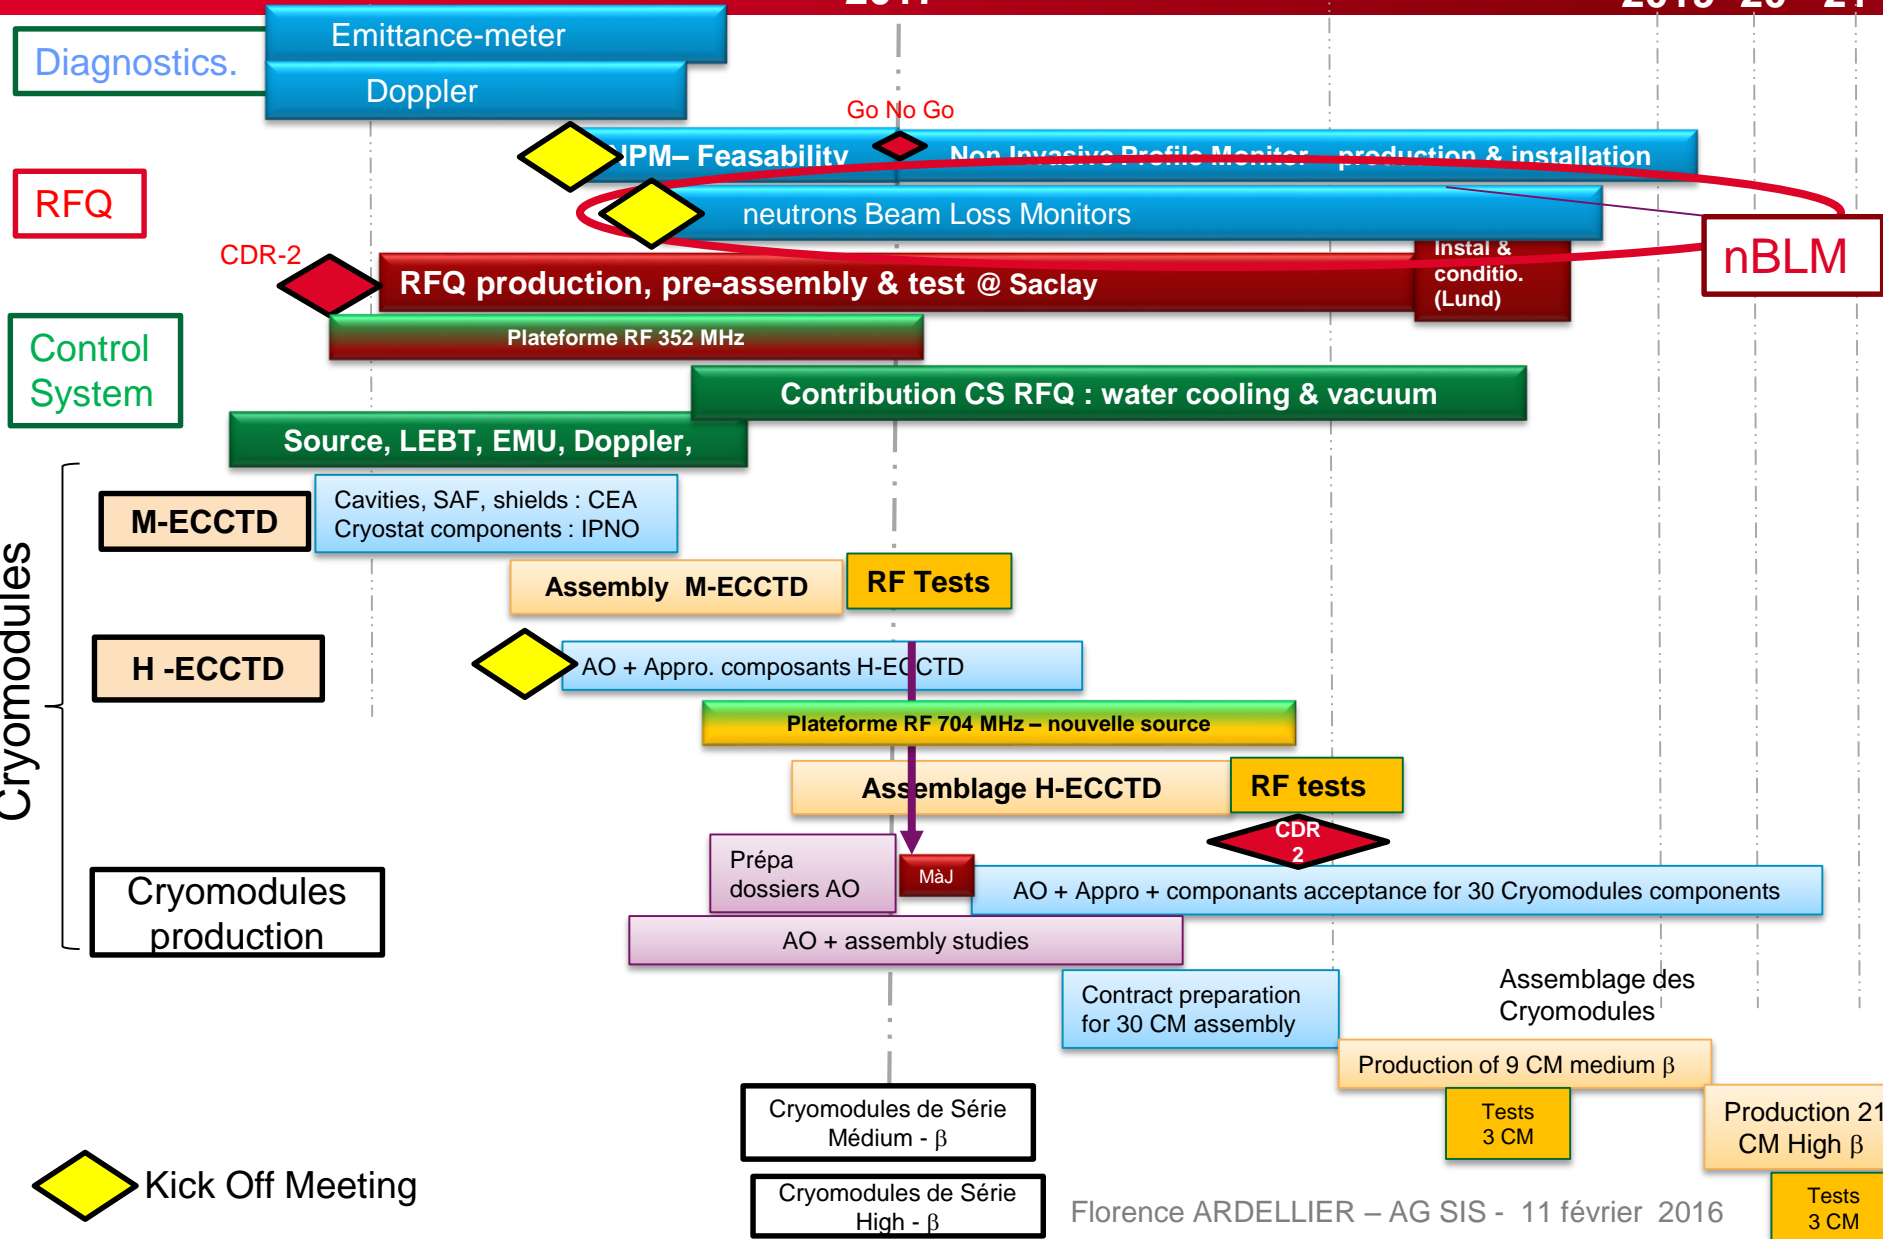 Diagnostics.
Emittance-meter
Doppler
Go No Go
Feasability
Non Invasive Profile Monitor production & installation
RFQ
neutrons Beam Loss Monitors
nBLM
CDR-2
RFQ production, pre-assembly & test @ Saclay
Instal &
conditio.
(Lund)
Plateforme RF 352 MHz
Control
System
Contribution CS RFQ : water cooling & vacuum
Source, LEBT, EMU, Doppler,
Cryomodules
M-ECCTD
Cavities, SAF, shields : CEA
Cryostat components : IPNO
Assembly M-ECCTD
RF Tests
H -ECCTD
AO + Appro. composants H-ECCTD
Plateforme RF 704 MHz – nouvelle source
Assemblage H-ECCTD
RF tests
CDR
2
Prépa
dossiers AO
MàJ
AO + Appro + componants acceptance for 30 Cryomodules components
Cryomodules
production
AO + assembly studies
Contract preparation
for 30 CM assembly
Assemblage des
Cryomodules
Production of 9 CM medium β
Tests
3 CM
Production 21
CM High β
Tests
3 CM
Cryomodules de Série
Médium - β
Cryomodules de Série
High - β
Kick Off Meeting
Florence ARDELLIER – AG SIS - 11 février 2016